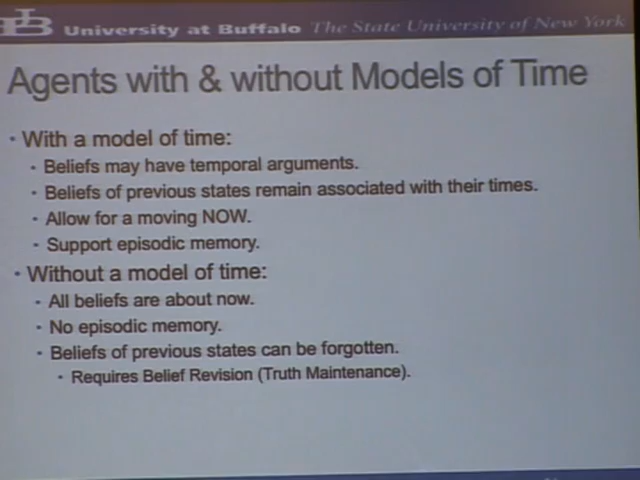 University at Buffalo The State University of New York
Agents with & without Models of Time
· With a model of time:
· Beliefs may have temporal arguments.
· Beliefs of previous states remain associated with their times.
· Allow for a moving NOW.
· Support episodic memory.
· Without a model of time:
· All beliefs are about now.
· No episodic memory.
· Beliefs of previous states can be forgotten.
· Requires Belief Revision (Truth Maintenance).